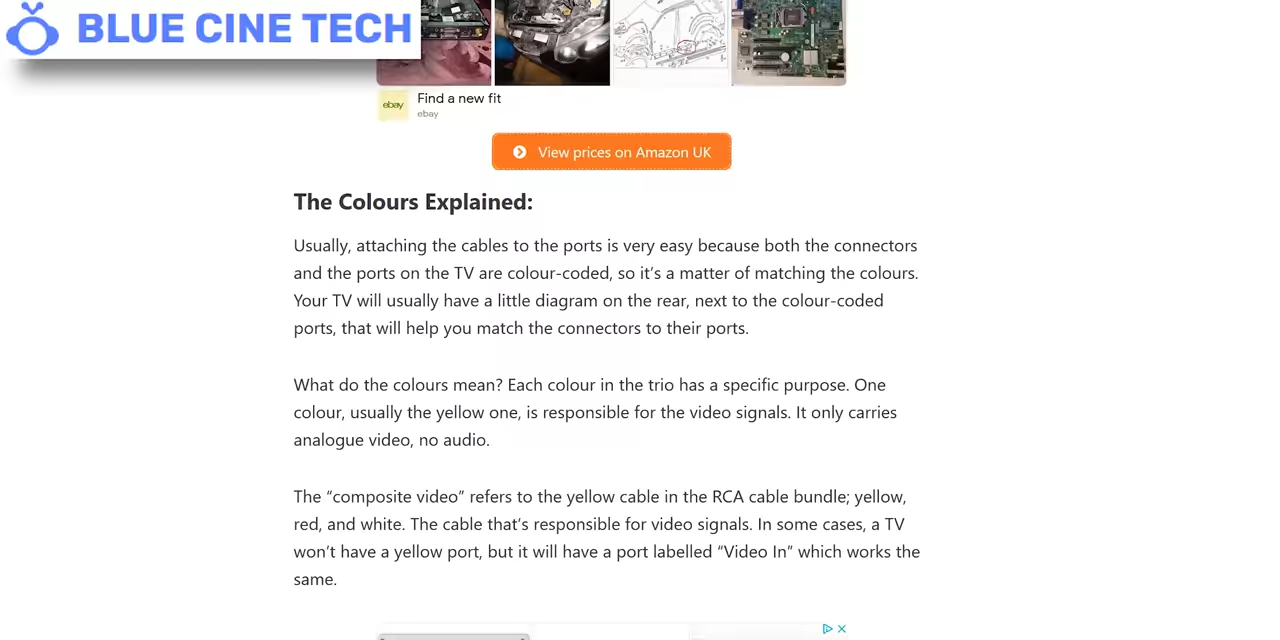 BLUE CINE TECH
ebay
Find a new fit
ebay
View prices on Amazon UK
The Colours Explained:
Usually, attaching the cables to the ports is very easy because both the connectors
and the ports on the TV are colour-coded, so it’s a matter of matching the colours.
Your TV will usually have a little diagram on the rear, next to the colour-coded
ports, that will help you match the connectors to their ports.
What do the colours mean? Each colour in the trio has a specific purpose. One
colour, usually the yellow one, is responsible for the video signals. It only carries
analogue video, no audio.
The “composite video” refers to the yellow cable in the RCA cable bundle; yellow,
red, and white. The cable that’s responsible for video signals. In some cases, a TV
won’t have a yellow port, but it will have a port labelled “Video In” which works the
same.